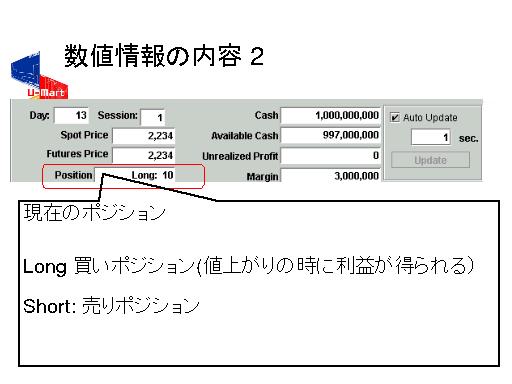 数値情報の内容 2
U-Mart
Day: 13 Session: 1 Cash 1,000,000,000 Auto Update
Spot Price 2,234 Available Cash 997,000,000 1 sec.
Futures Price 2,234 Unrealized Profit 0 Update
Position Long: 10 Margin 3,000,000
現在のポジション
Long 買いポジション(値上がりの時に利益が得られる）
Short: 売りポジション